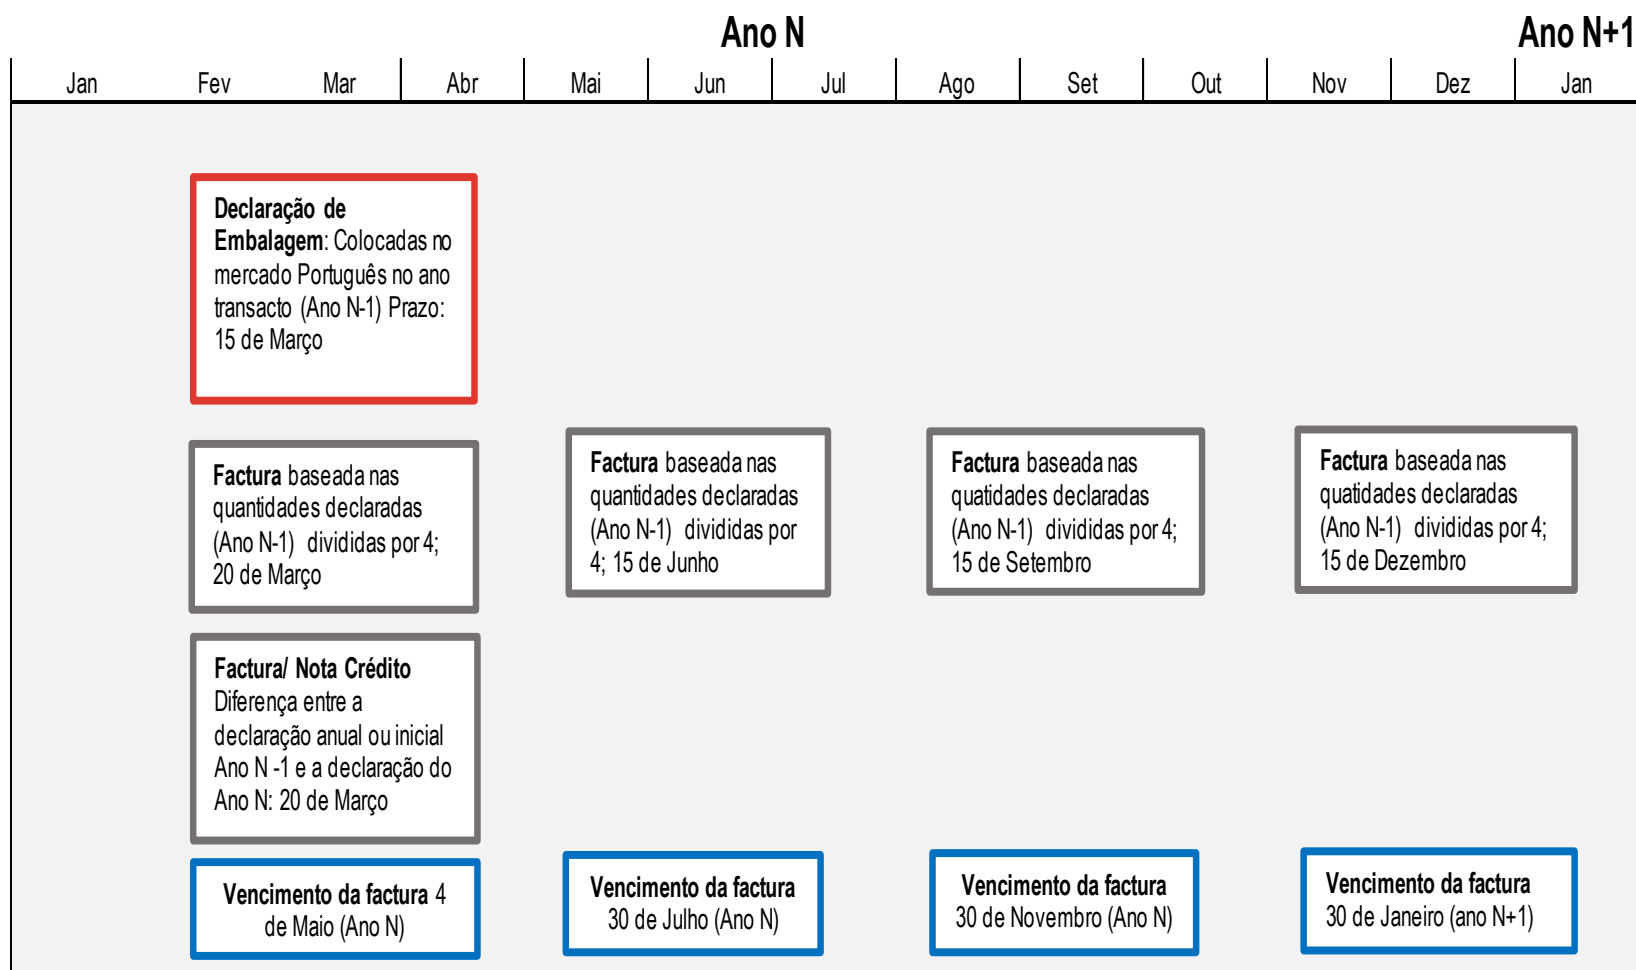 Ano N
Ano N+1
Jan Fev Mar Abr Mai Jun Jul Ago Set Out Nov Dez Jan
Declaração de
Embalagem: Colocadas no
mercado Português no ano
transacto (Ano N-1) Prazo:
15 de Março
Factura baseada nas
quantidades declaradas
(Ano N-1) divididas por 4;
20 de Março
Factura baseada nas
quantidades declaradas
(Ano N-1) divididas por
4; 15 de Junho
Factura baseada nas
quatidades declaradas
(Ano N-1) divididas por 4;
15 de Setembro
Factura baseada nas
quatidades declaradas
(Ano N-1) divididas por 4;
15 de Dezembro
Factura/ Nota Crédito
Diferença entre a
declaração anual ou inicial
Ano N -1 e a declaração do
Ano N: 20 de Março
Vencimento da factura 4
de Maio (Ano N)
Vencimento da factura
30 de Julho (Ano N)
Vencimento da factura
30 de Novembro (Ano N)
Vencimento da factura
30 de Janeiro (ano N+1)